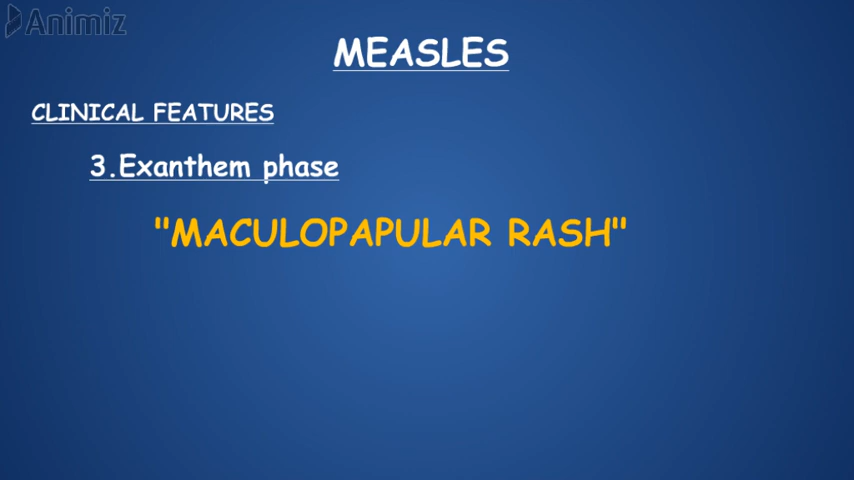 Animiz
MEASLES
CLINICAL FEATURES
3.Exanthem phase
"MACULOPAPULAR RASH"